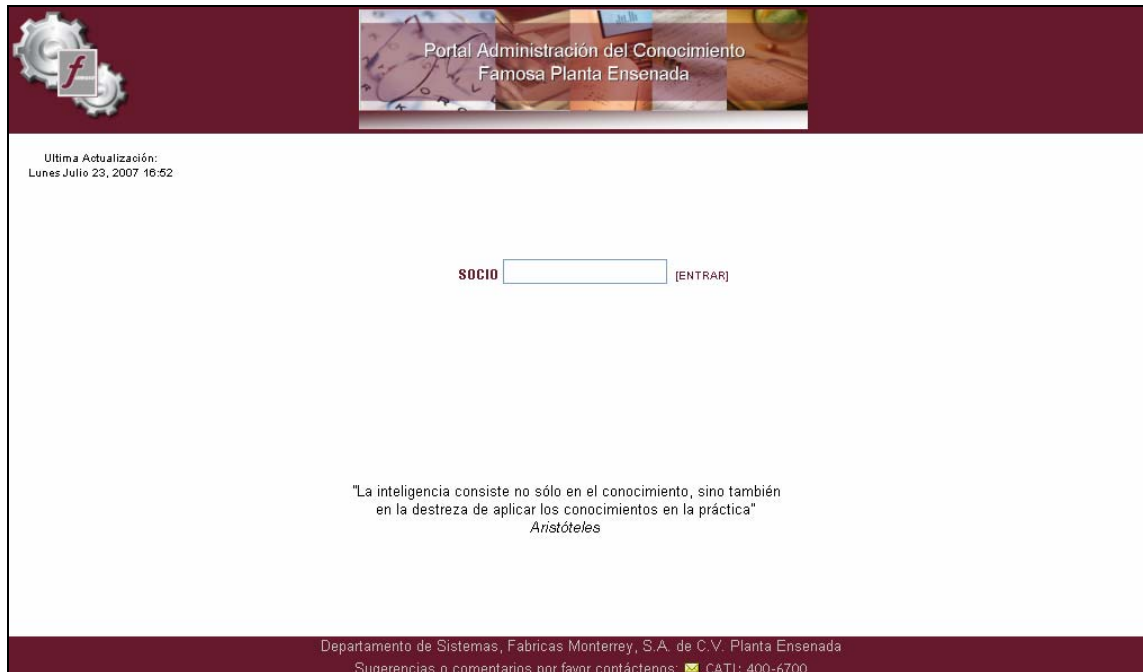 Portal Administración del Conocimiento
Famosa Planta Ensenada
Ultima Actualización:
Lunes Julio 23, 2007 16:52
SOCIO [ENTRAR]
"La inteligencia consiste no sólo en el conocimiento, sino también
en la destreza de aplicar los conocimientos en la práctica"
Aristóteles
Departamento de Sistemas, Fabricas Monterrey, S.A. de C.V. Planta Ensenada
Sugerencias o comentarios por favor contáctenos: CATI: 400-6700